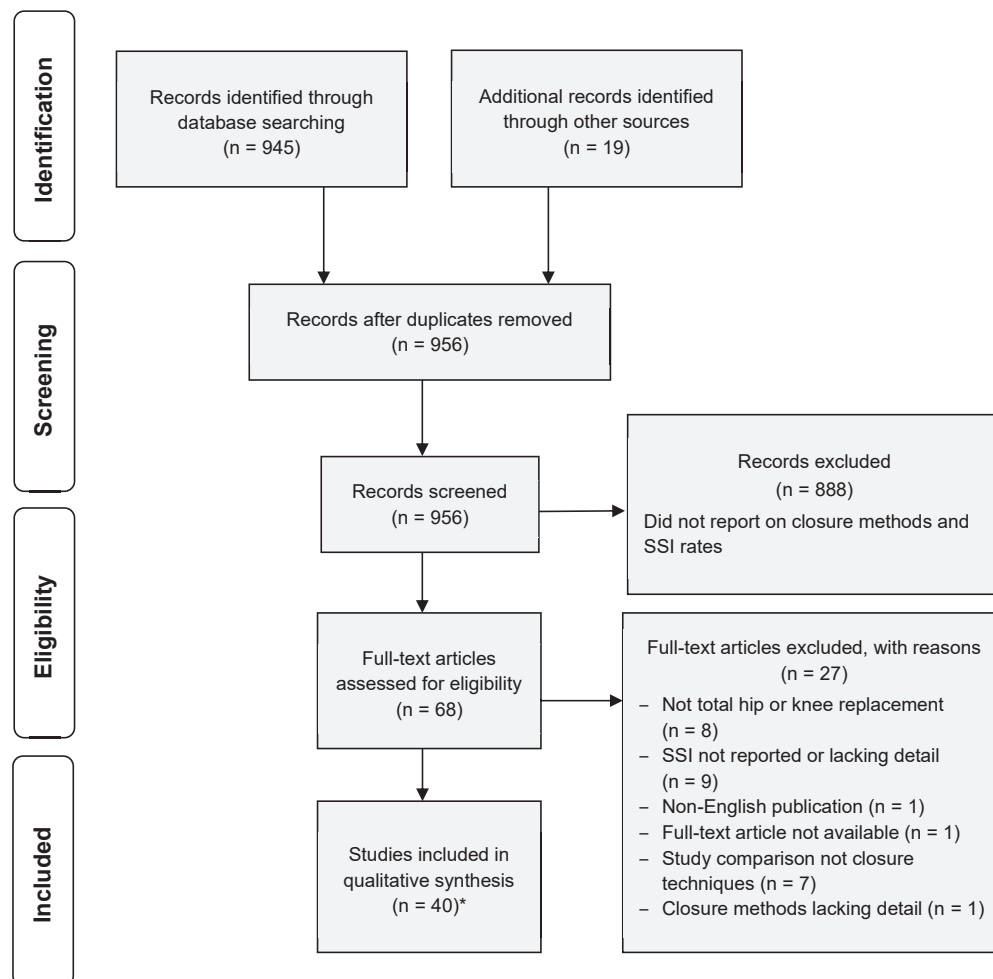 Identification
Records identified through
database searching
(n = 945)
Additional records identified
through other sources
(n = 19)
Screening
Records after duplicates removed
(n = 956)
Records screened
(n = 956)
Records excluded
(n = 888)
Did not report on closure methods and
SSI rates
Eligibility
Full-text articles
assessed for eligibility
(n = 68)
Full-text articles excluded, with reasons
(n = 27)
– Not total hip or knee replacement
(n = 8)
– SSI not reported or lacking detail
(n = 9)
– Non-English publication (n = 1)
– Full-text article not available (n = 1)
– Study comparison not closure
techniques (n = 7)
– Closure methods lacking detail (n = 1)
Included
Studies included in
qualitative synthesis
(n = 40)*